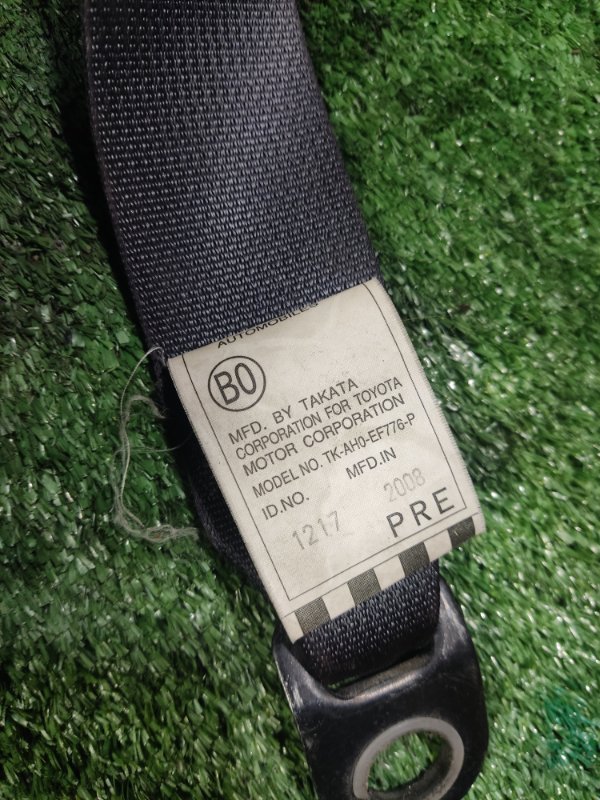 AUTOMOBILES
BO
MFD. BY TAKATA
CORPORATION FOR TOYOTA
MOTOR CORPORATION
MODEL NO. TK-AH0-EF776-P
ID.NO. MFD.IN
1217 2008
PRE